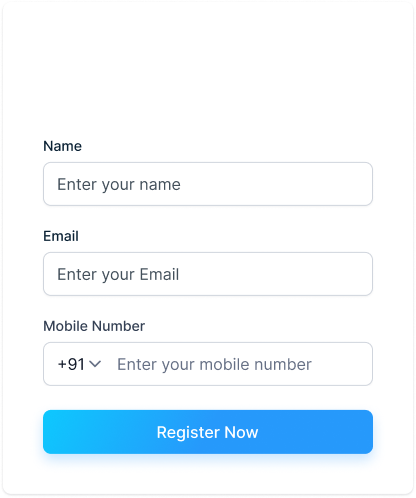 Name
Enter your name
Email
Enter your Email
Mobile Number
+91 Enter your mobile number
Register Now